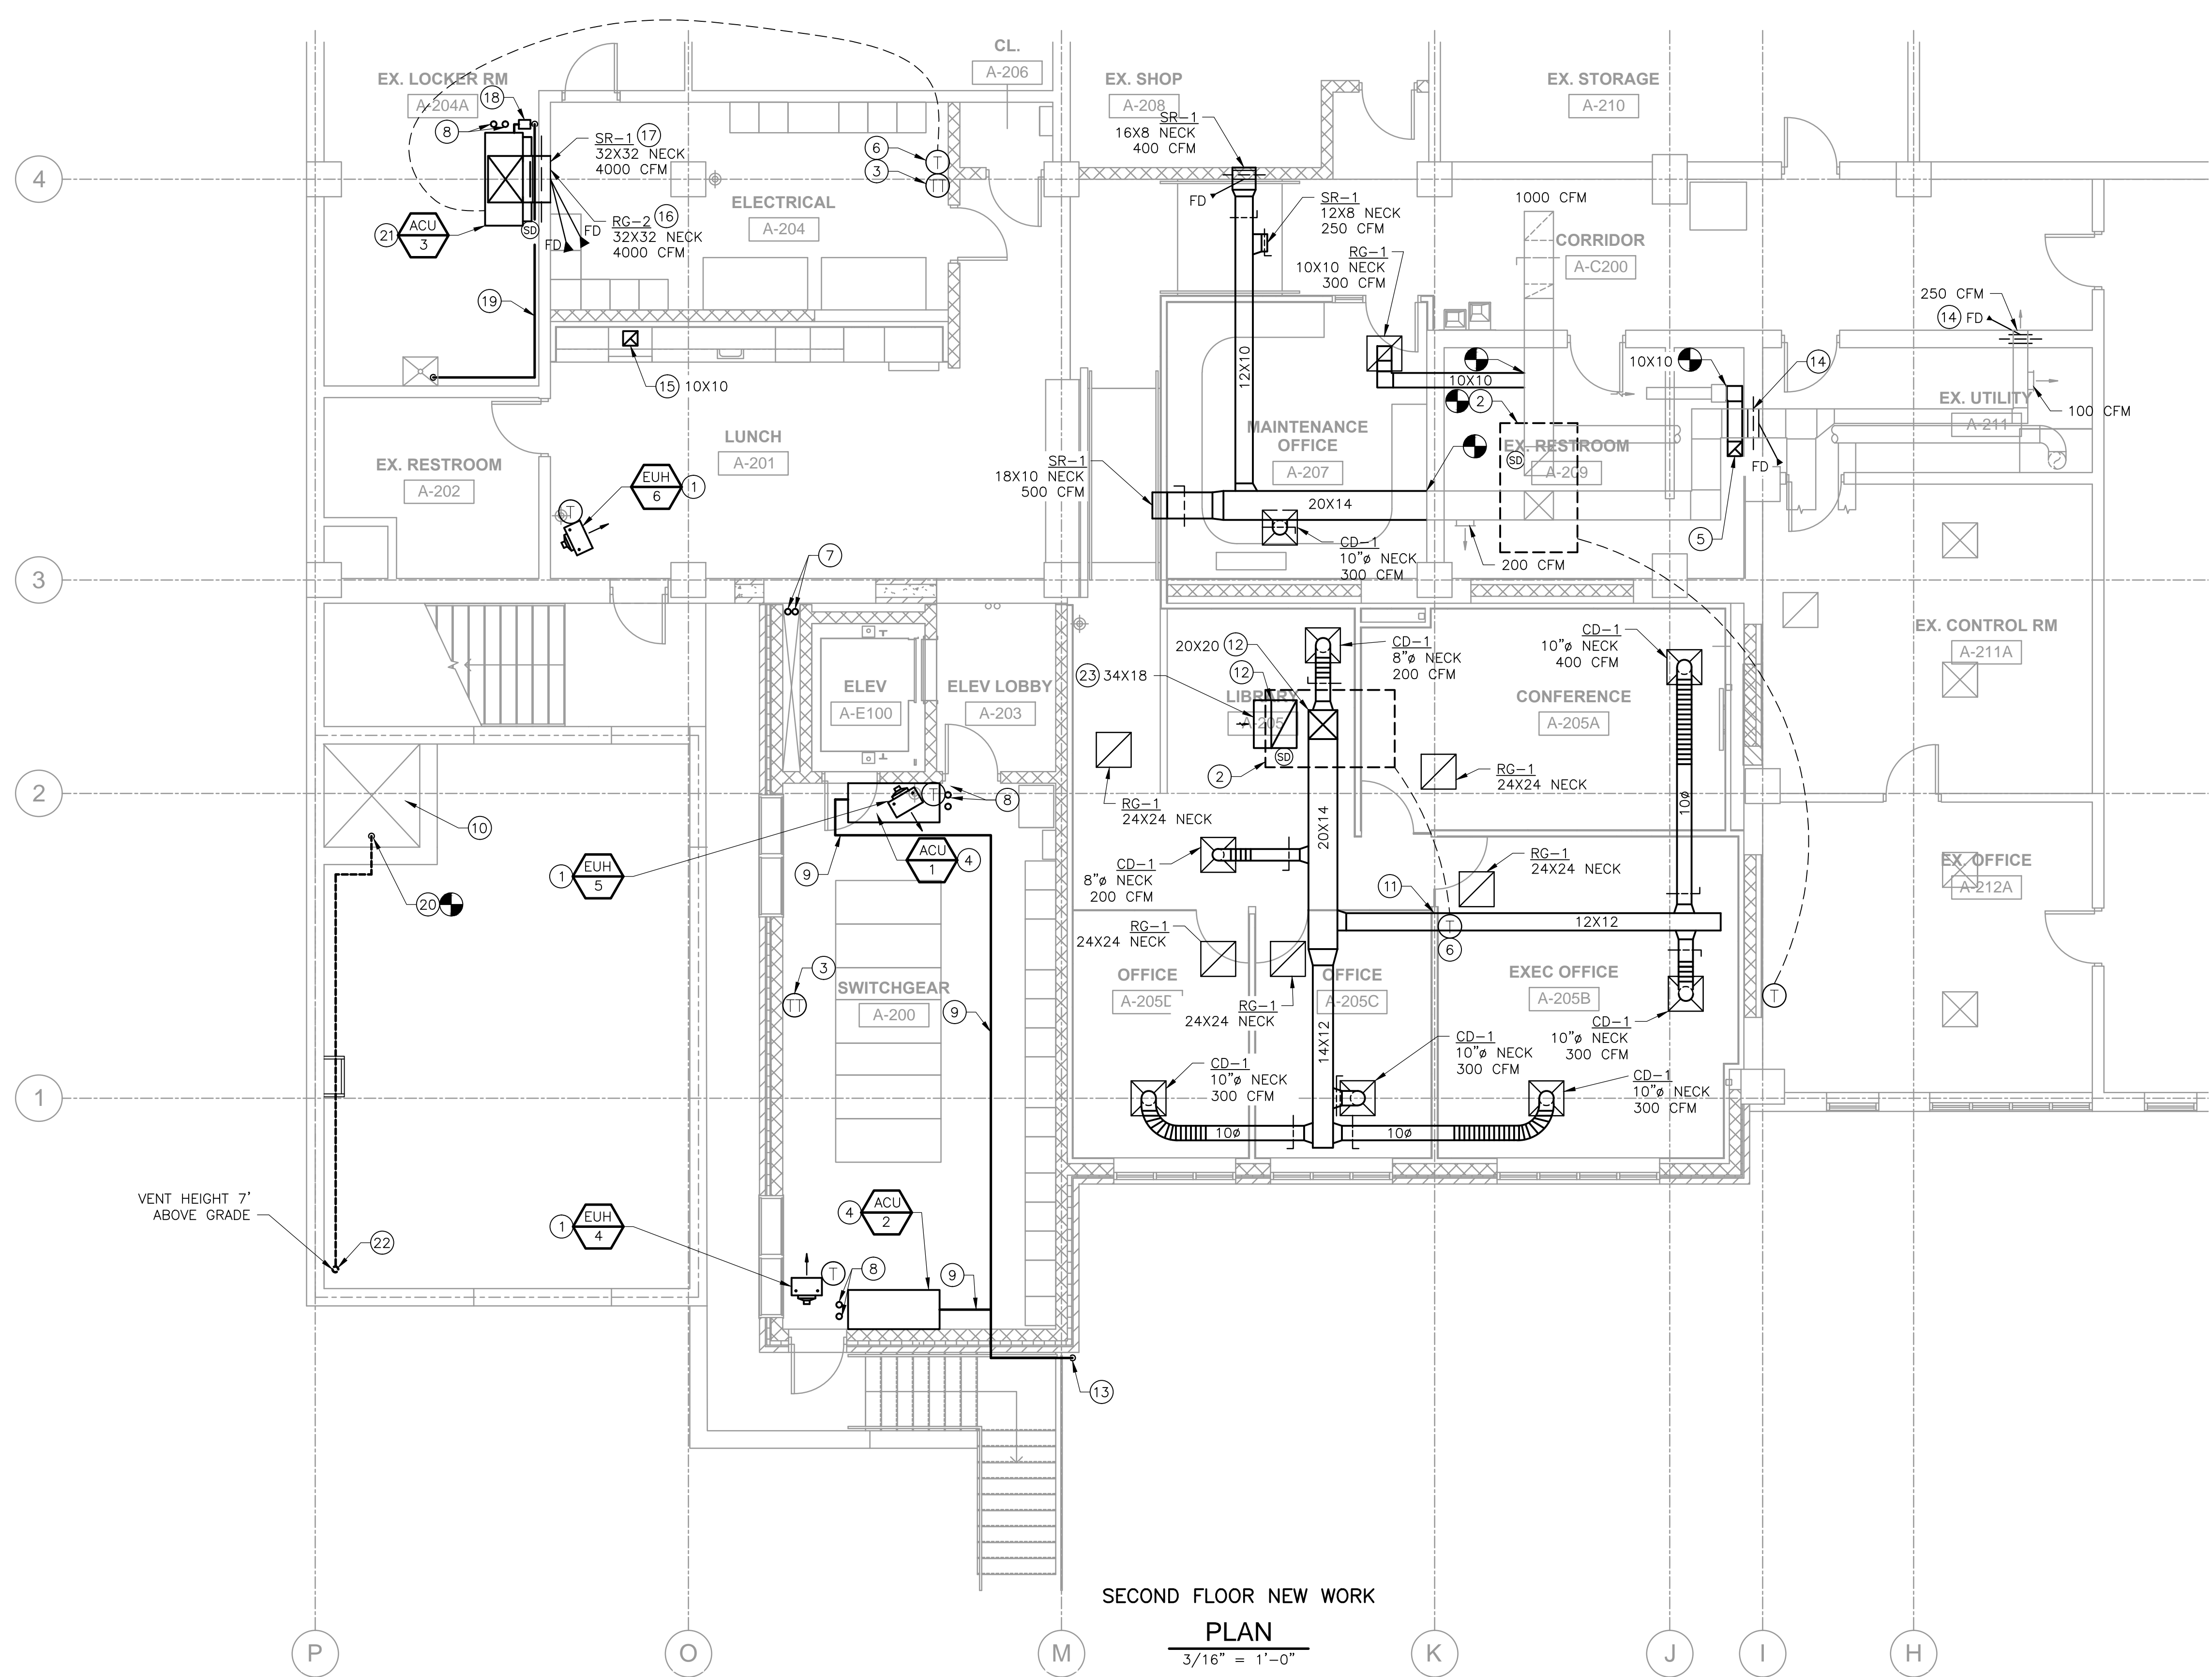 CL.
A-206
EX. LOCKER RM
A-204A
18
8
SR-1
17
32X32 NECK
4000 CFM
RG-2
16
32X32 NECK
4000 CFM
FD
FD
SD
21
ACU
3
19
6
T
3
TT
4
ELECTRICAL
A-204
EX. SHOP
A-208
SR-1
16X8 NECK
400 CFM
FD
SR-1
12X8 NECK
250 CFM
RG-1
10X10 NECK
300 CFM
EX. STORAGE
A-210
1000 CFM
CORRIDOR
A-C200
250 CFM
14
FD
15
10X10
12X10
10X10
10X10
14
2
EX. UTILITY
A-211
100 CFM
LUNCH
A-201
EX. RESTROOM
A-202
EUH
6
1
T
MAINTENANCE
OFFICE
A-207
EX. RESTROOM
A-209
SD
FD
SR-1
18X10 NECK
500 CFM
20X14
CD-1
10"ø NECK
300 CFM
200 CFM
5
3
7
ELEV
A-E100
ELEV LOBBY
A-203
20X20
12
23
34X18
12
CD-1
8"ø NECK
200 CFM
LIBRARY
A-205
SD
2
CD-1
10"ø NECK
400 CFM
CONFERENCE
A-205A
EX. CONTROL RM
A-211A
RG-1
24X24 NECK
RG-1
24X24 NECK
2
10
T
8
20X14
10ø
EUH
5
1
9
ACU
1
4
CD-1
8"ø NECK
200 CFM
RG-1
24X24 NECK
EX. OFFICE
A-212A
11
12X12
20
T
6
RG-1
24X24 NECK
3
TT
SWITCHGEAR
A-200
9
OFFICE
A-205D
OFFICE
A-205C
EXEC OFFICE
A-205B
T
RG-1
24X24 NECK
14X12
CD-1
10"ø NECK
300 CFM
CD-1
10"ø NECK
300 CFM
CD-1
10"ø NECK
300 CFM
CD-1
10"ø NECK
300 CFM
1
10ø
10ø
VENT HEIGHT 7'
ABOVE GRADE
22
1
EUH
4
4
ACU
2
T
8
9
13
SECOND FLOOR NEW WORK
PLAN
3/16" = 1'-0"
P
O
M
K
J
I
H